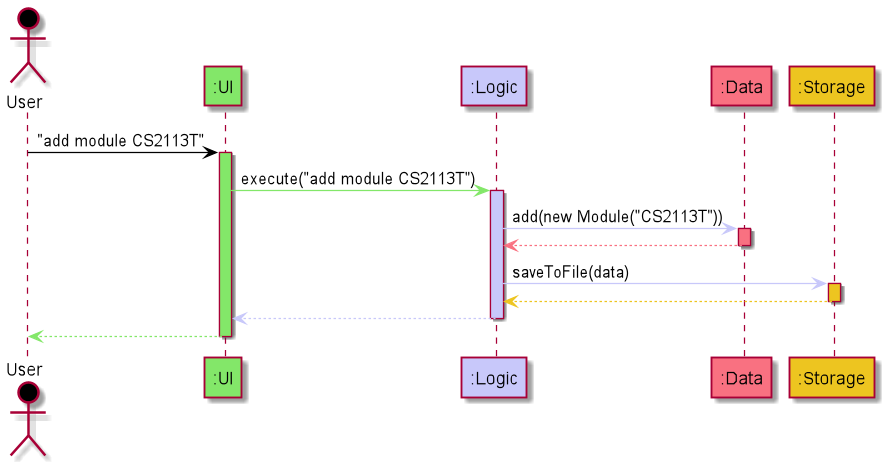 User
:UI
:Logic
:Data
:Storage
"add module CS2113T"
execute("add module CS2113T")
add(new Module("CS2113T"))
saveToFile(data)
User
:UI
:Logic
:Data
:Storage